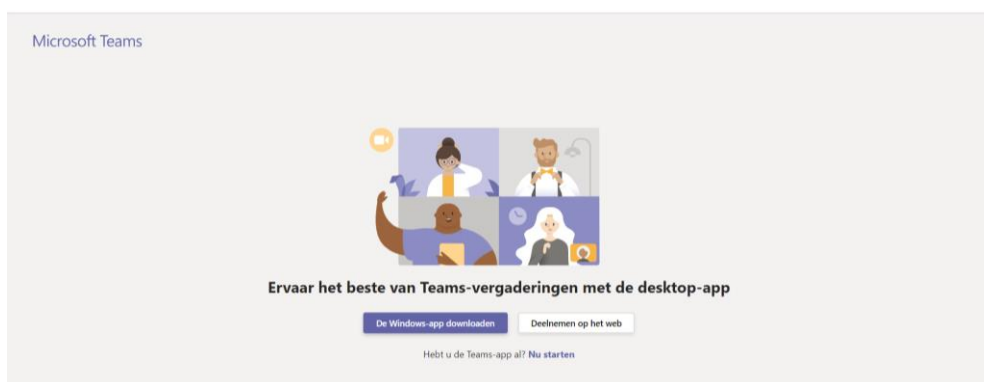 Microsoft Teams
Ervaar het beste van Teams-vergaderingen met de desktop-app
De Windows-app downloaden
Deelnemen op het web
Hebt u de Teams-app al? Nu starten